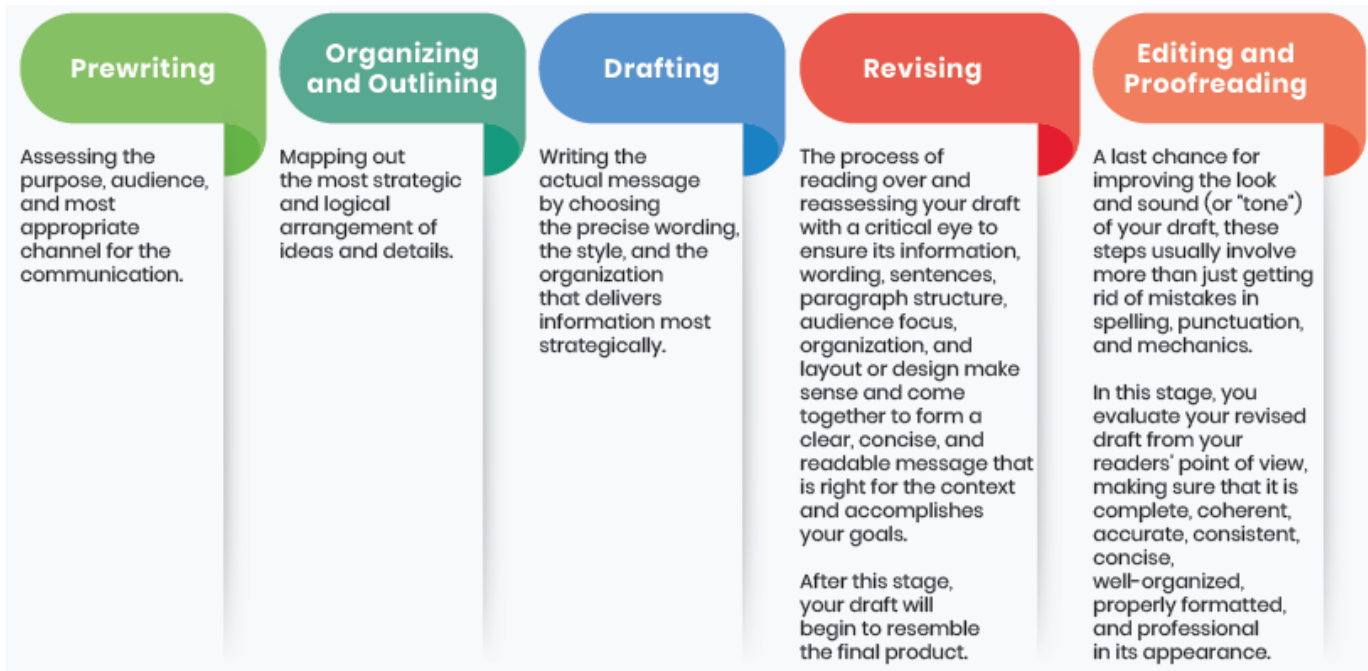 Prewriting
Assessing the
purpose, audience,
and most
appropriate
channel for the
communication.
Organizing
and Outlining
Mapping out
the most strategic
and logical
arrangement of
ideas and details.
Drafting
Writing the
actual message
by choosing
the precise wording,
the style, and the
organization
that delivers
information most
strategically.
Revising
The process of
reading over and
reassessing your draft
with a critical eye to
ensure its information,
wording, sentences,
paragraph structure,
audience focus,
organization, and
layout or design make
sense and come
together to form a
clear, concise, and
readable message that
is right for the context
and accomplishes
your goals.
After this stage,
your draft will
begin to resemble
the final product.
Editing and
Proofreading
A last chance for
improving the look
and sound (or "tone")
of your draft, these
steps usually involve
more than just getting
rid of mistakes in
spelling, punctuation,
and mechanics.
In this stage, you
evaluate your revised
draft from your
readers' point of view,
making sure that it is
complete, coherent,
accurate, consistent,
concise,
well-organized,
properly formatted,
and professional
in its appearance.